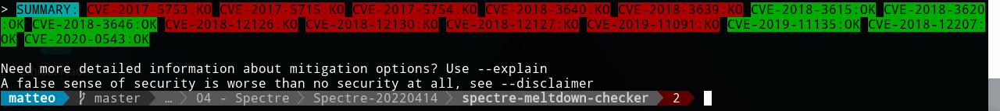 > SUMMARY: CVE-2017-5753:KO CVE-2017-5715:KO CVE-2017-5754:KO CVE-2018-3640:KO CVE-2018-3639:KO CVE-2018-3615:OK CVE-2018-3620
:OK CVE-2018-3646:OK CVE-2018-12126:KO CVE-2018-12130:KO CVE-2018-12127:KO CVE-2019-11091:KO CVE-2019-11135:OK CVE-2018-12207:
OK CVE-2020-0543:OK
Need more detailed information about mitigation options? Use --explain
A false sense of security is worse than no security at all, see --disclaimer
matteo master … 04 - Spectre Spectre-20220414 spectre-meltdown-checker 2